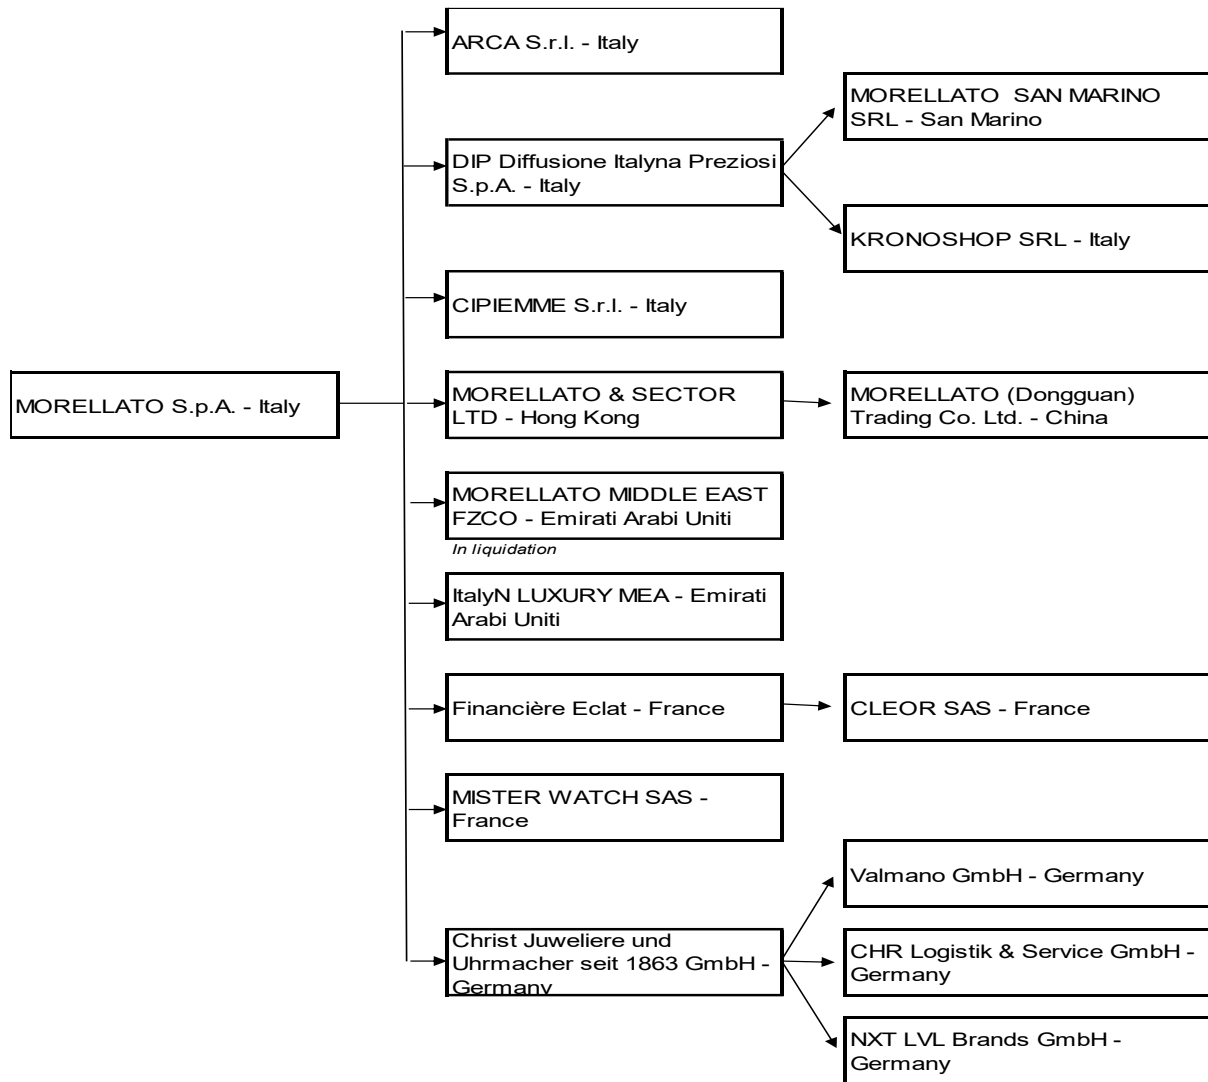 ARCA S.r.l. - Italy
MORELLATO  SAN MARINO
SRL - San Marino
DIP Diffusione Italyna Preziosi
S.p.A. - Italy
KRONOSHOP SRL - Italy
CIPIEMME S.r.l. - Italy
MORELLATO S.p.A. - Italy
MORELLATO & SECTOR
LTD - Hong Kong
MORELLATO (Dongguan)
Trading Co. Ltd. - China
MORELLATO MIDDLE EAST
FZCO - Emirati Arabi Uniti
In liquidation
ItalyN LUXURY MEA - Emirati
Arabi Uniti
Financière Eclat - France
CLEOR SAS - France
MISTER WATCH SAS -
France
Valmano GmbH - Germany
Christ Juweliere und
Uhrmacher seit 1863 GmbH -
Germany
CHR Logistik & Service GmbH -
Germany
NXT LVL Brands GmbH -
Germany